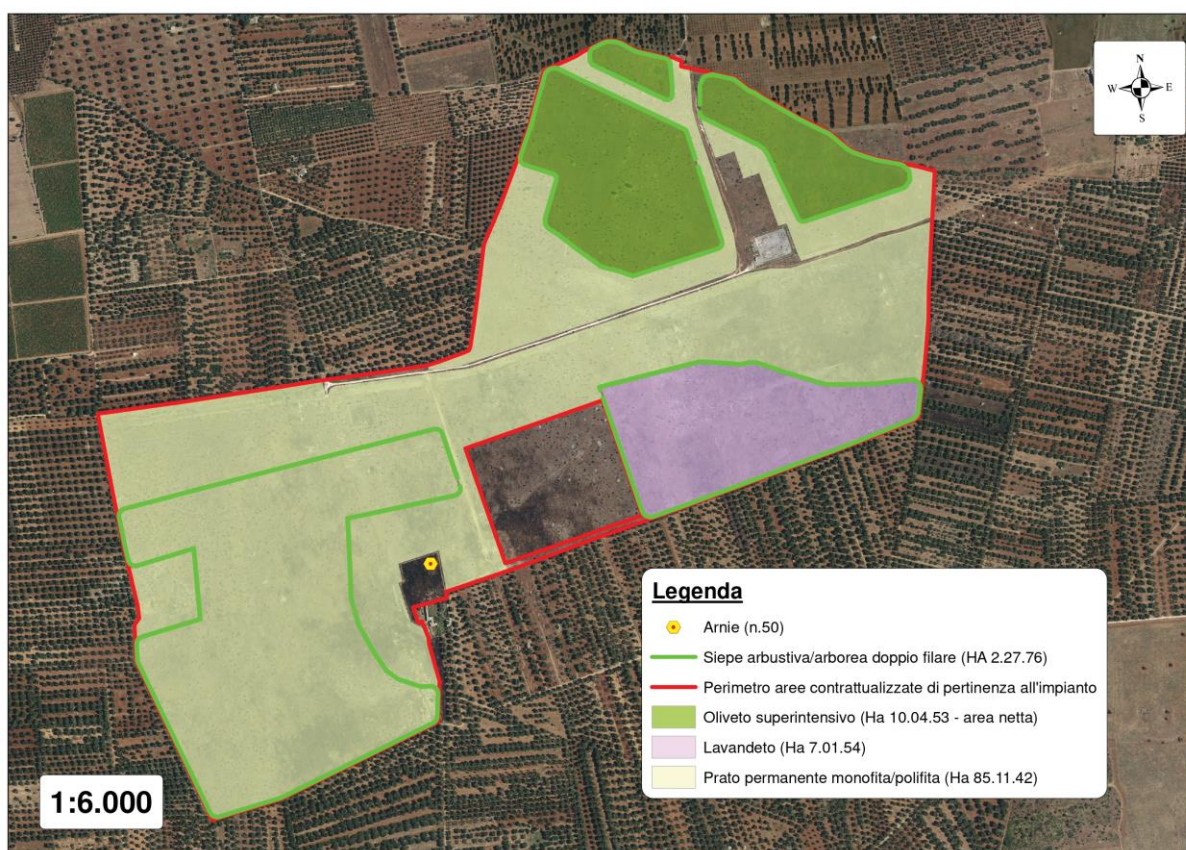 N
W E
S
Legenda
Arnie (n.50)
Siepe arbustiva/arborea doppio filare (HA 2.27.76)
Perimetro aree contrattualizzate di pertinenza all'impianto
Oliveto superintensivo (Ha 10.04.53 - area netta)
Lavandeto (Ha 7.01.54)
Prato permanente monofita/polifita (Ha 85.11.42)
1:6.000